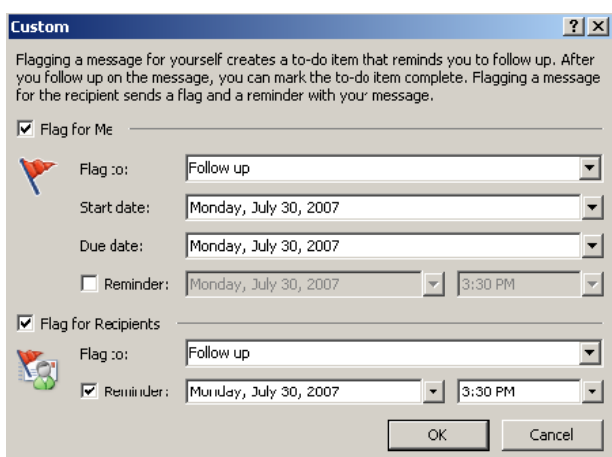 Custom
Flagging a message for yourself creates a to-do item that reminds you to follow up. After
you follow up on the message, you can mark the to-do item complete. Flagging a message
for the recipient sends a flag and a reminder with your message.
Flag for Me
Flag to: Follow up
Start date: Monday, July 30, 2007
Due date: Monday, July 30, 2007
Reminder: Monday, July 30, 2007 3:30 PM
Flag for Recipients
Flag to: Follow up
Reminder: Monday, July 30, 2007 3:30 PM
OK Cancel